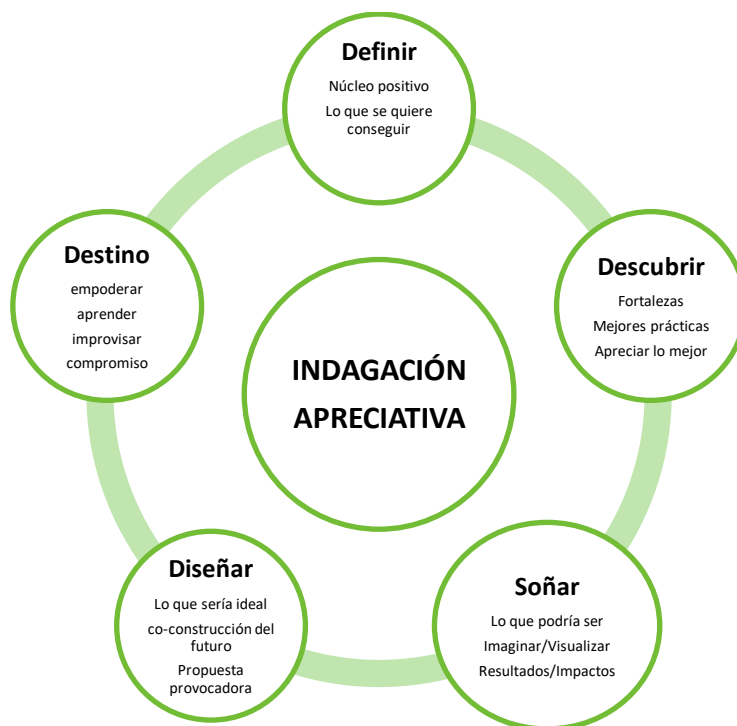 Definir
Núcleo positivo
Lo que se quiere
conseguir
Descubrir
Fortalezas
Mejores prácticas
Apreciar lo mejor
Soñar
Lo que podría ser
Imaginar/Visualizar
Resultados/Impactos
Diseñar
Lo que sería ideal
co-construcción del
futuro
Propuesta
provocadora
Destino
empoderar
aprender
improvisar
compromiso
INDAGACIÓN
APRECIATIVA